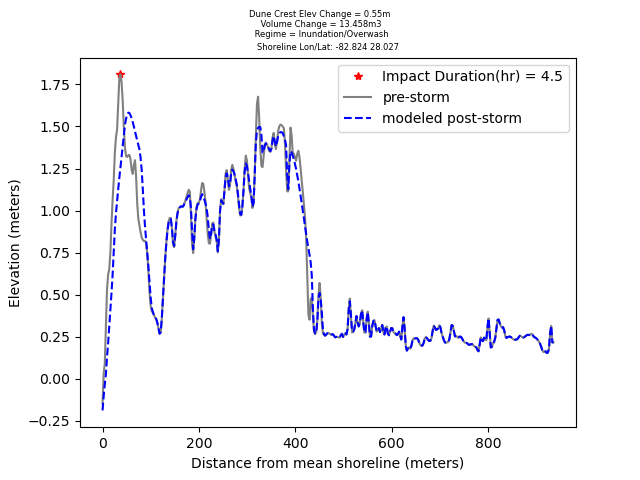 Dune Crest Elev Change = 0.55m
Volume Change = 13.458m3
Regime = Inundation/Overwash
Shoreline Lon/Lat: -82.824 28.027
Impact Duration(hr) = 4.5
pre-storm
modeled post-storm
Elevation (meters)
1.75
1.50
1.25
1.00
0.75
0.50
0.25
0.00
−0.25
0 200 400 600 800
Distance from mean shoreline (meters)